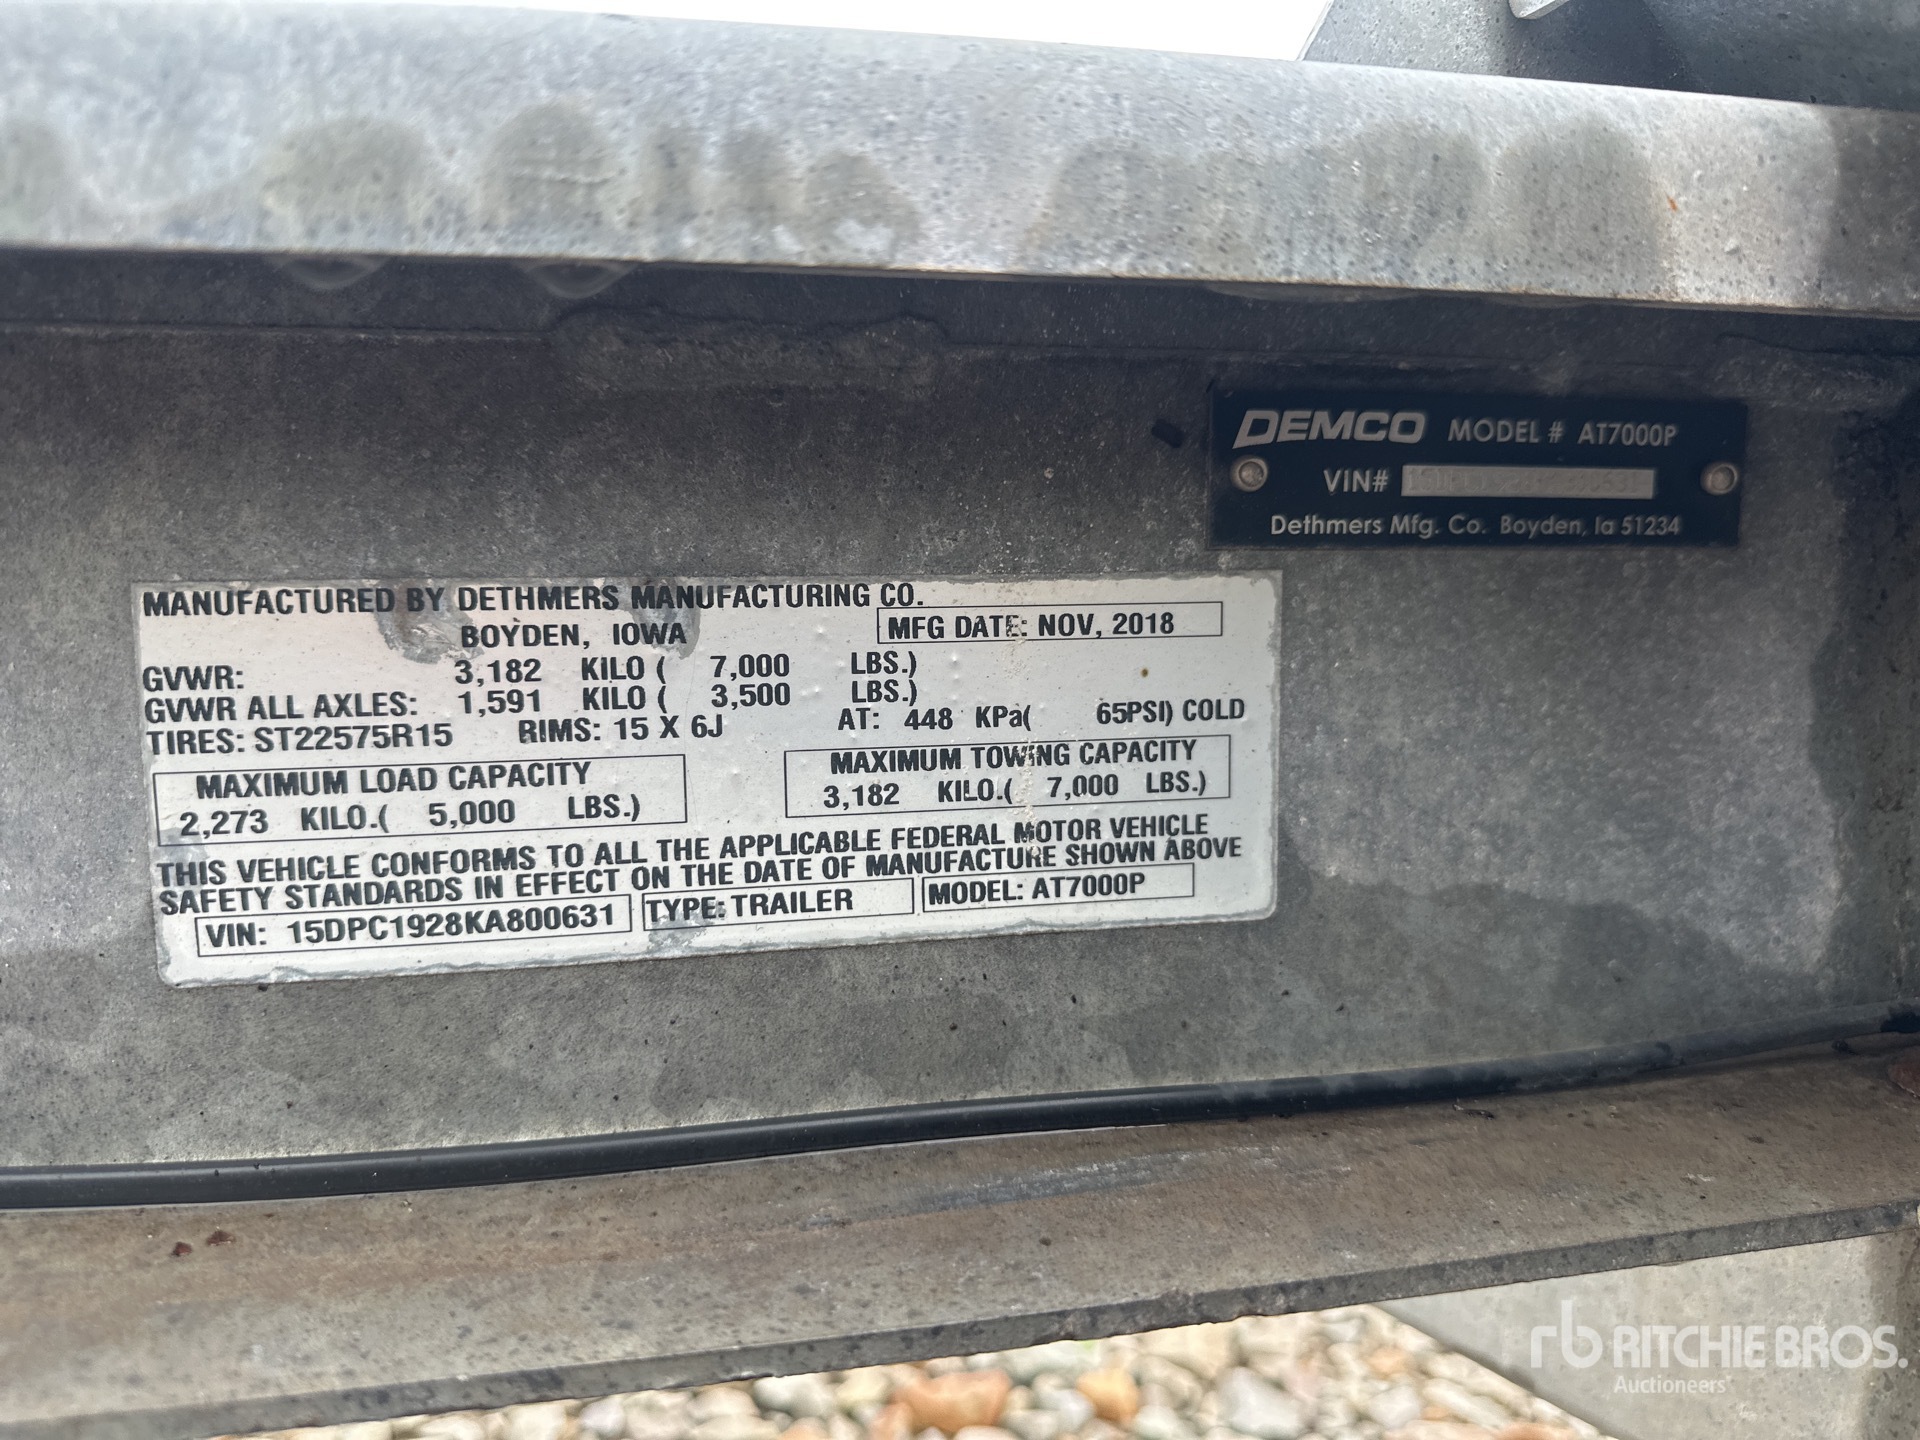 DEMCO MODEL # AT7000P
VIN#
Dethmers Mfg. Co. Boyden, Ia 51234
MANUFACTURED BY DETHMERS MANUFACTURING CO.
BOYDEN, IOWA MFG DATE: NOV, 2018
GVWR: 3,182 KILO ( 7,000 LBS.)
GVWR ALL AXLES: 1,591 KILO ( 3,500 LBS.)
TIRES: ST22575R15 RIMS: 15 X 6J AT: 448 KPa( 65PSI) COLD
MAXIMUM LOAD CAPACITY
2,273 KILO.( 5,000 LBS.)
MAXIMUM TOWING CAPACITY
3,182 KILO.( 7,000 LBS.)
THIS VEHICLE CONFORMS TO ALL THE APPLICABLE FEDERAL MOTOR VEHICLE
SAFETY STANDARDS IN EFFECT ON THE DATE OF MANUFACTURE SHOWN ABOVE
VIN: 15DPC1928KA800631 TYPE: TRAILER MODEL: AT7000P
rb RITCHIE BROS.
Auctioneers